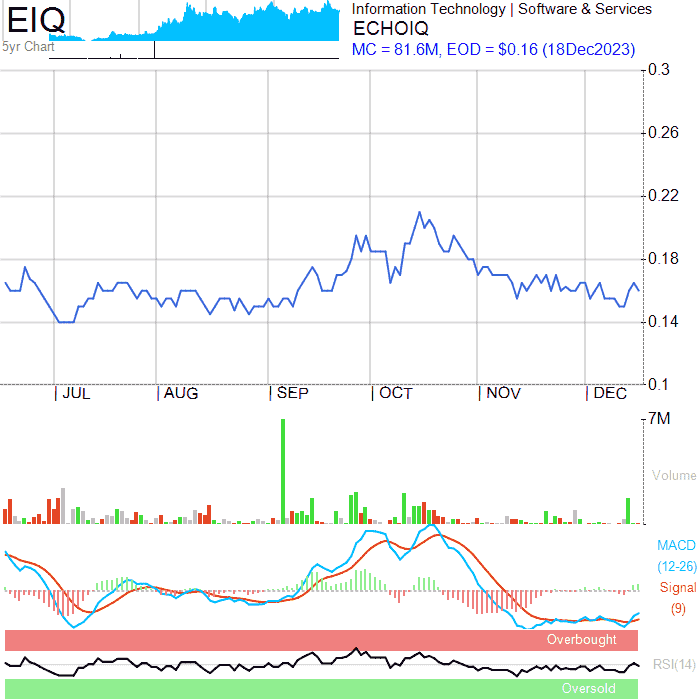 EIQ
Information Technology | Software & Services
ECHOIQ
5yr Chart
MC = 81.6M, EOD = $0.16 (18Dec2023)
0.3
0.26
0.22
0.18
0.14
0.1
JUL AUG SEP OCT NOV DEC
7M
Volume
MACD
(12-26)
Signal
(9)
Overbought
RSI(14)
Oversold